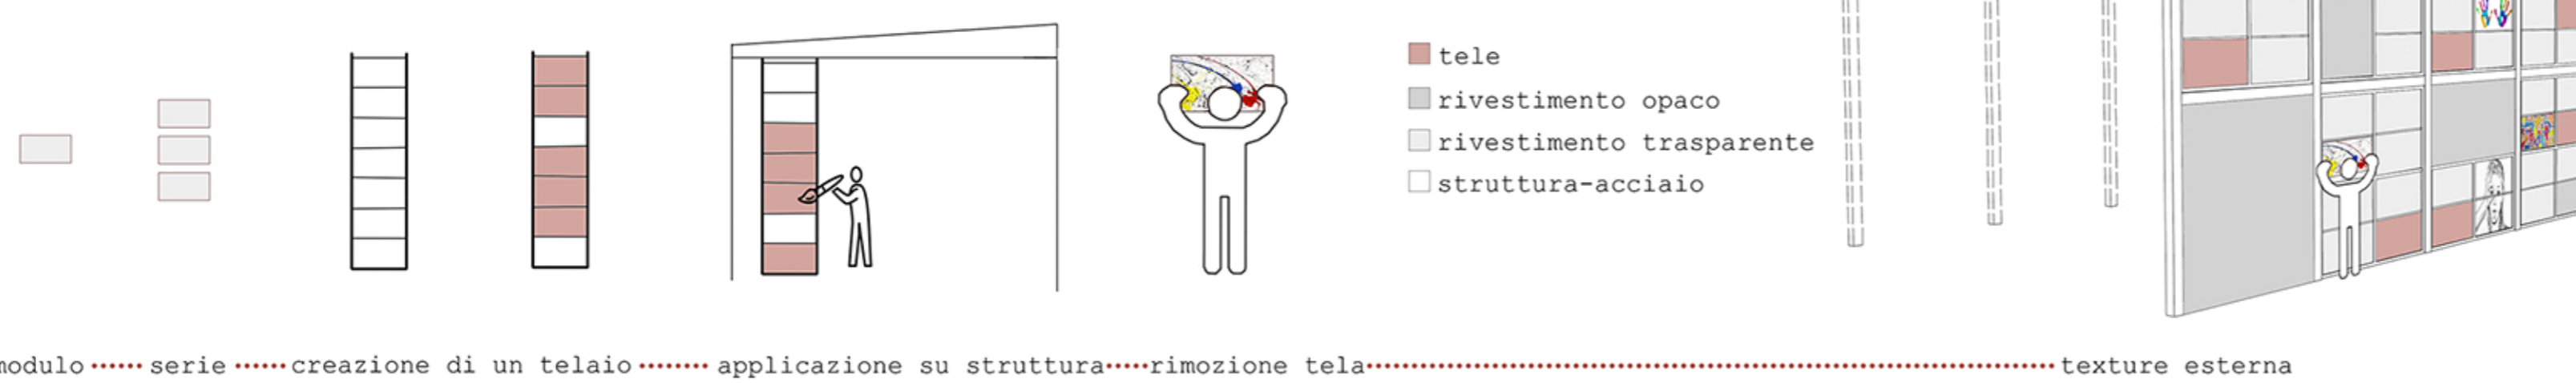 tele
rivestimento opaco
rivestimento trasparente
struttura-acciaio
modulo ...... serie ...... creazione di un telaio ........ applicazione su struttura ..... rimozione tela ........ texture esterna